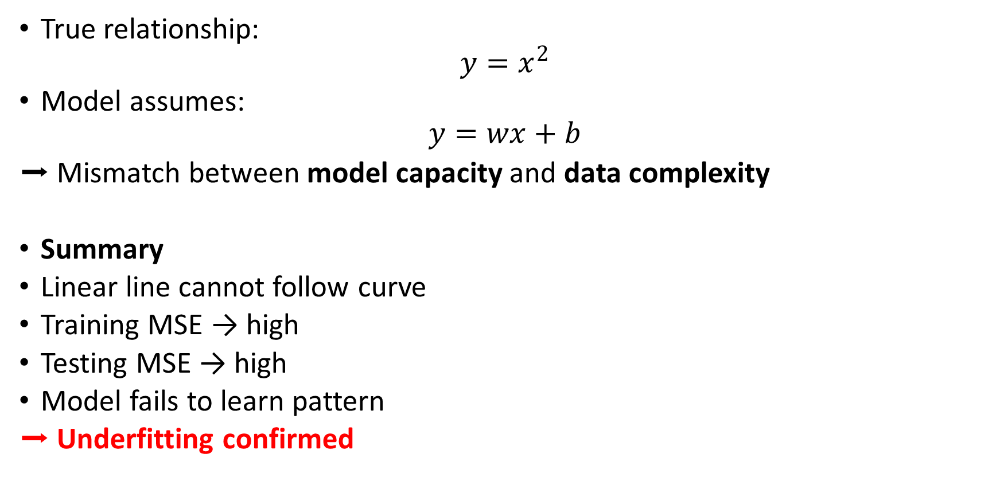 • True relationship:
y = x²
• Model assumes:
y = wx + b
→ Mismatch between model capacity and data complexity
• Summary
• Linear line cannot follow curve
• Training MSE → high
• Testing MSE → high
• Model fails to learn pattern
→ Underfitting confirmed